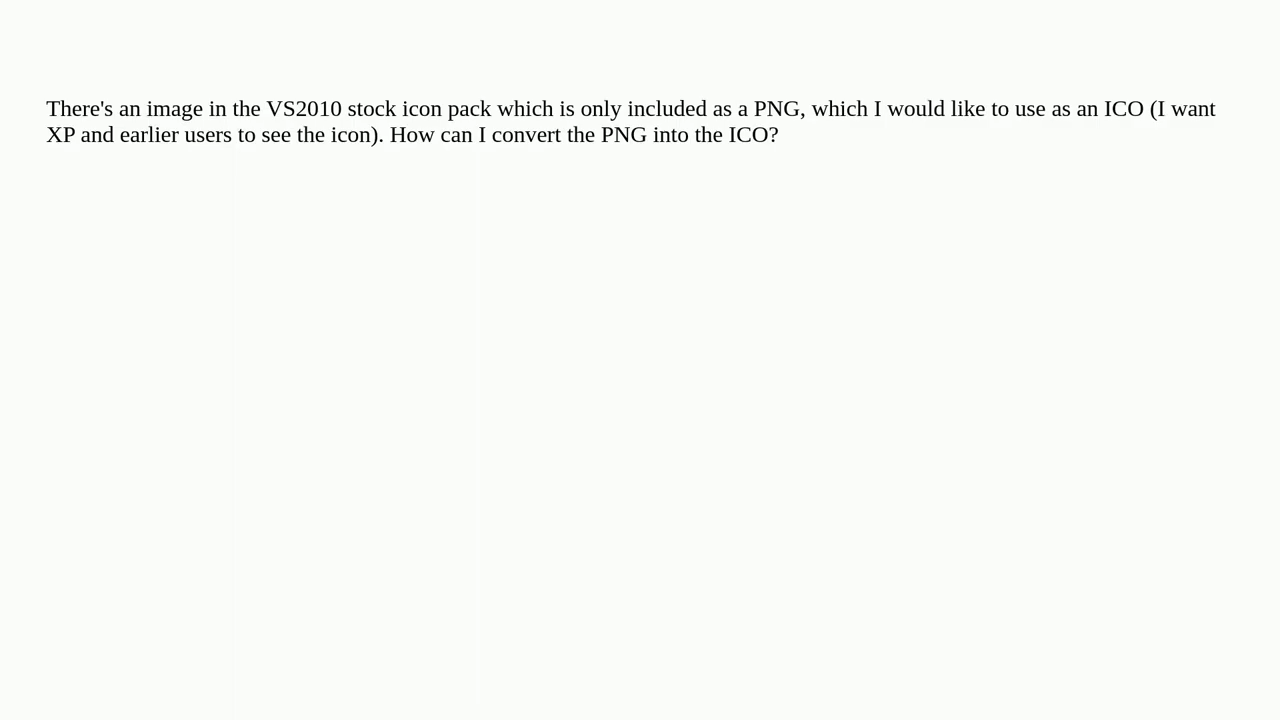 There's an image in the VS2010 stock icon pack which is only included as a PNG, which I would like to use as an ICO (I want
XP and earlier users to see the icon). How can I convert the PNG into the ICO?